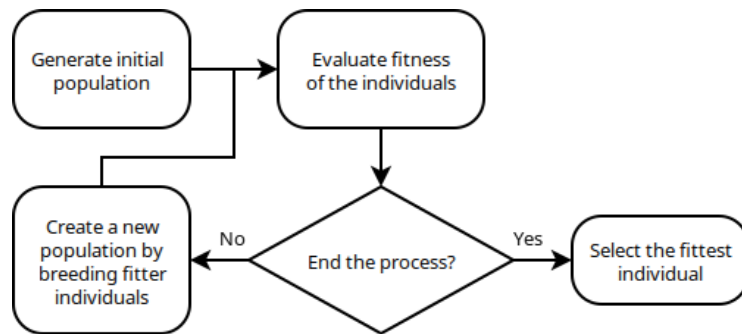 Generate initial
population
Evaluate fitness
of the individuals
Create a new
population by
breeding fitter
individuals
No
End the process?
Yes
Select the fittest
individual